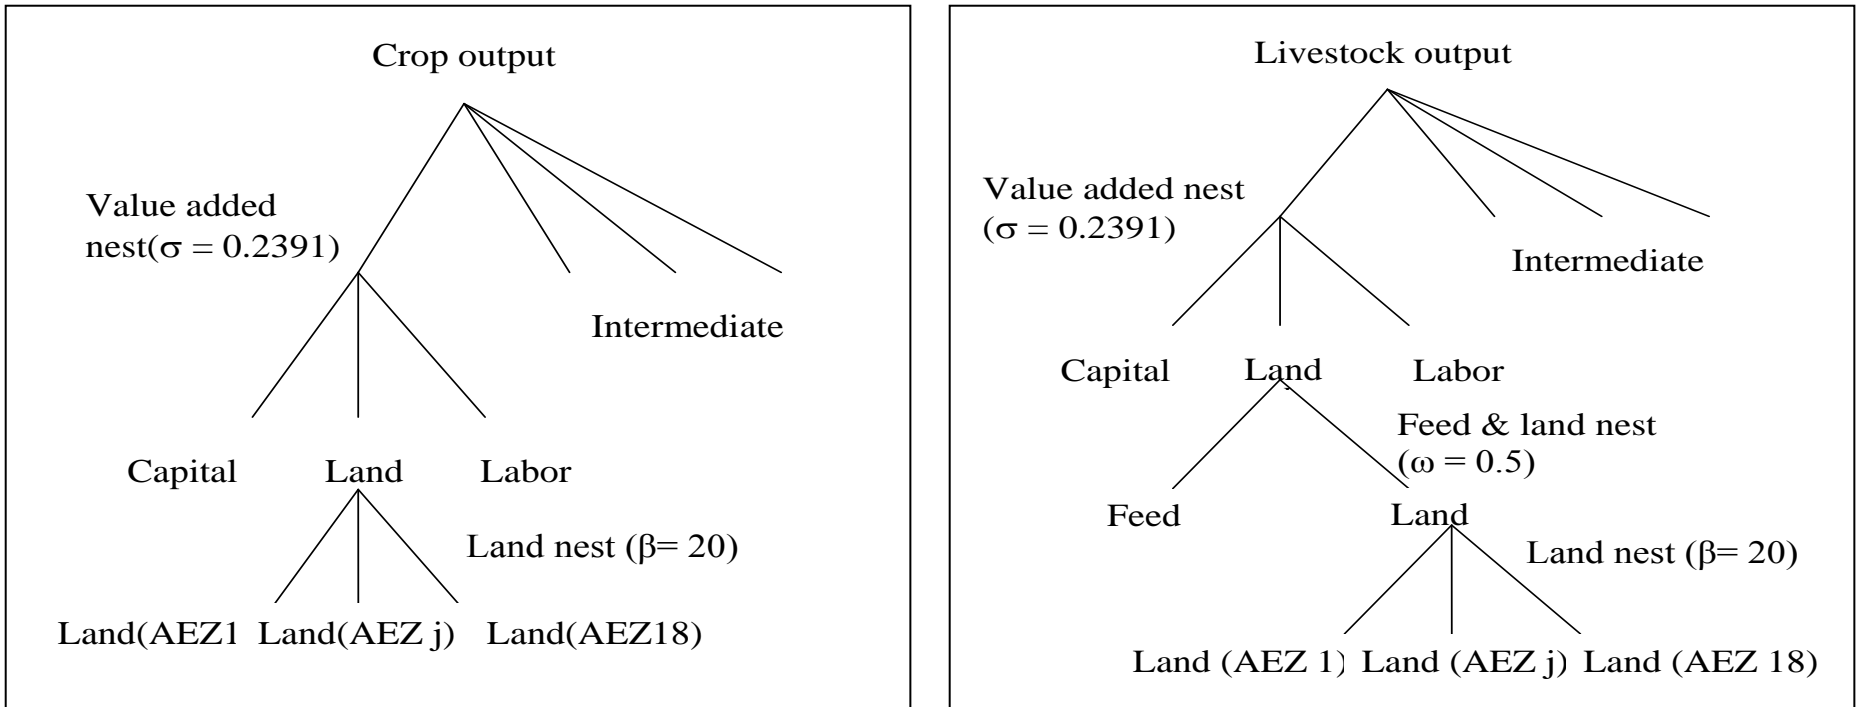 Crop output
Value added
nest(σ = 0.2391)
Intermediate
Capital
Land
Labor
Land nest (β= 20)
Land(AEZ1
Land(AEZ j)
Land(AEZ18)
Livestock output
Value added nest
(σ = 0.2391)
Intermediate
Capital
Land
Labor
Feed & land nest
(ω = 0.5)
Feed
Land
Land nest (β= 20)
Land (AEZ 1)
Land (AEZ j)
Land (AEZ 18)